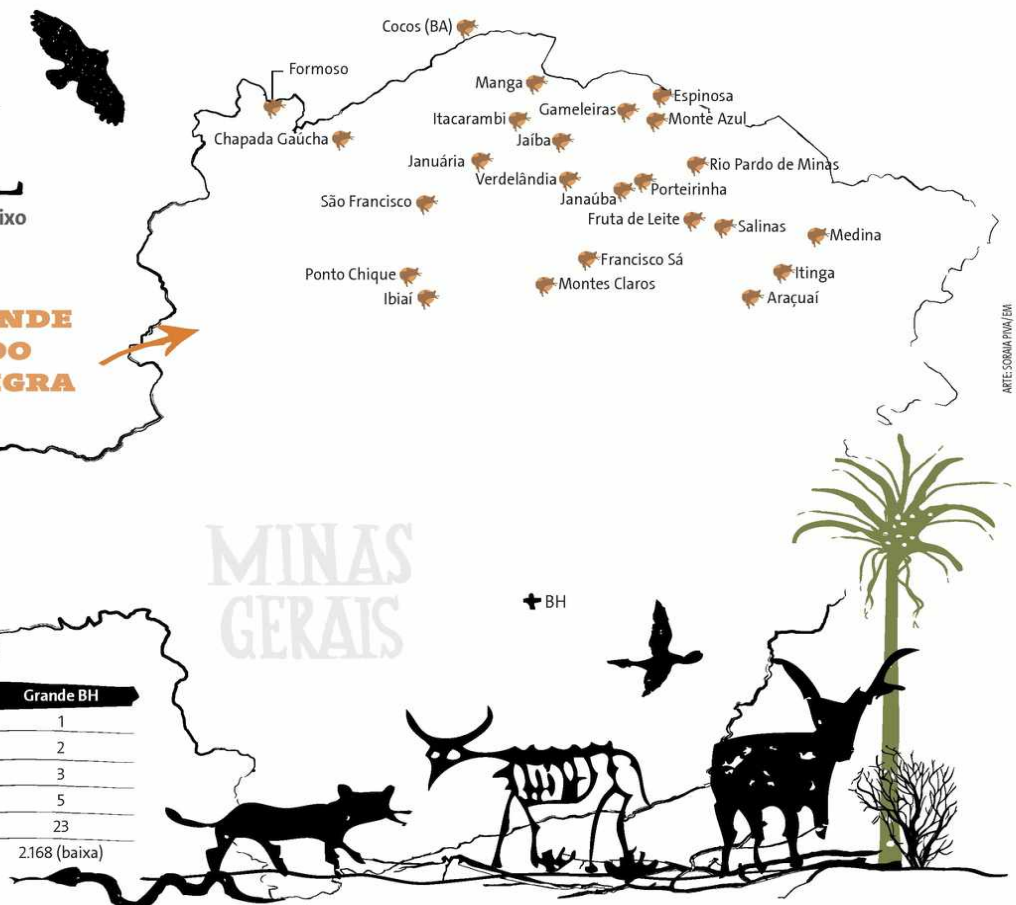 Cocos (BA)
Formoso
Manga
Espinosa
Gameleiras
Itacarambi
Monte Azul
Chapada Gaúcha
Jaíba
Januária
Rio Pardo de Minas
Verdelândia
Porteirinha
Janaúba
São Francisco
Fruta de Leite
Salinas
Medina
Francisco Sá
Ponto Chique
Itinga
Montes Claros
Ibiaí
Araçuaí
ixo
NDE
DO
EGRA
ARTE: SORAIA PIVA/EM
MINAS
GERAIS
BH
Grande BH
1
2
3
5
23
2.168 (baixa)